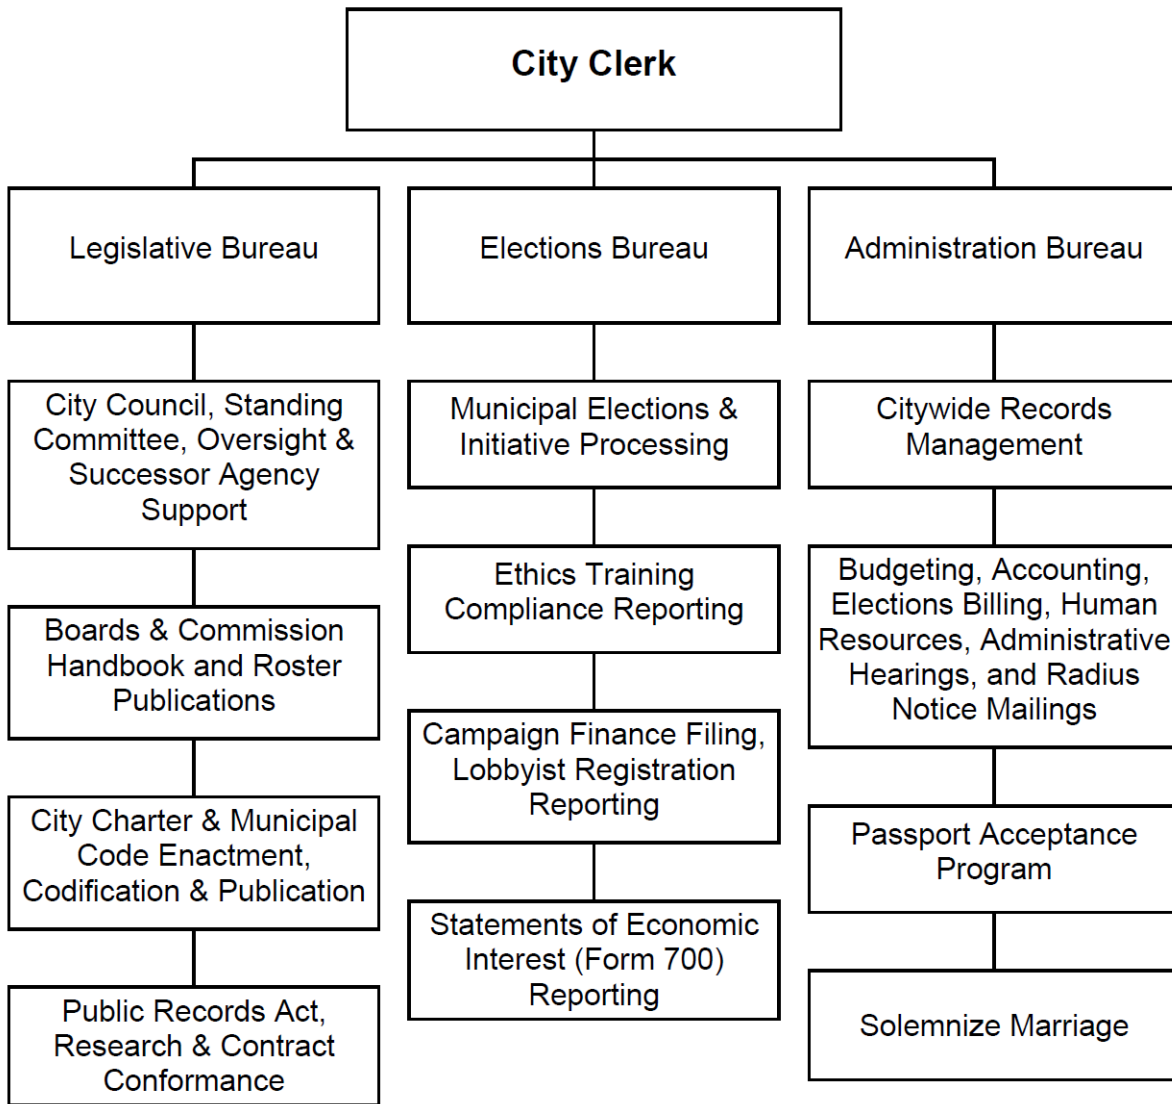 City Clerk
Legislative Bureau
Elections Bureau
Administration Bureau
City Council, Standing
Committee, Oversight &
Successor Agency
Support
Boards & Commission
Handbook and Roster
Publications
City Charter & Municipal
Code Enactment,
Codification & Publication
Public Records Act,
Research & Contract
Conformance
Municipal Elections &
Initiative Processing
Ethics Training
Compliance Reporting
Campaign Finance Filing,
Lobbyist Registration
Reporting
Statements of Economic
Interest (Form 700)
Reporting
Citywide Records
Management
Budgeting, Accounting,
Elections Billing, Human
Resources, Administrative
Hearings, and Radius
Notice Mailings
Passport Acceptance
Program
Solemnize Marriage